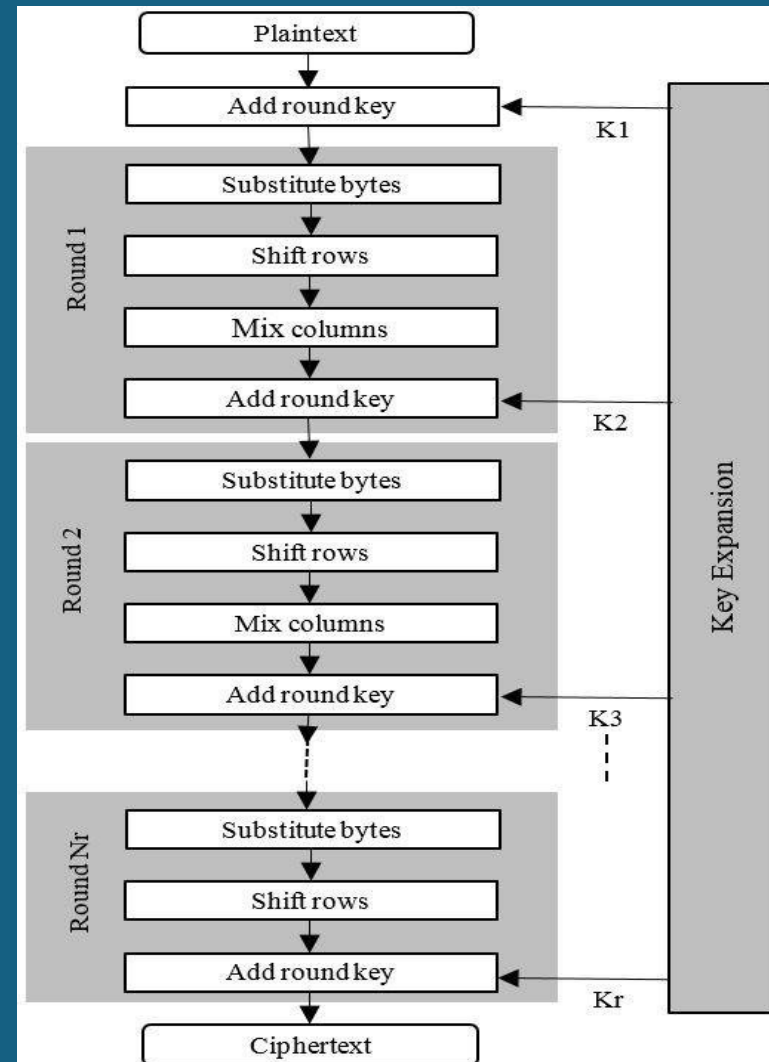 Plaintext
Add round key
K1
Round 1
Substitute bytes
Shift rows
Mix columns
Add round key
K2
Round 2
Substitute bytes
Shift rows
Mix columns
Add round key
K3
Key Expansion
Round Nr
Substitute bytes
Shift rows
Add round key
Kr
Ciphertext